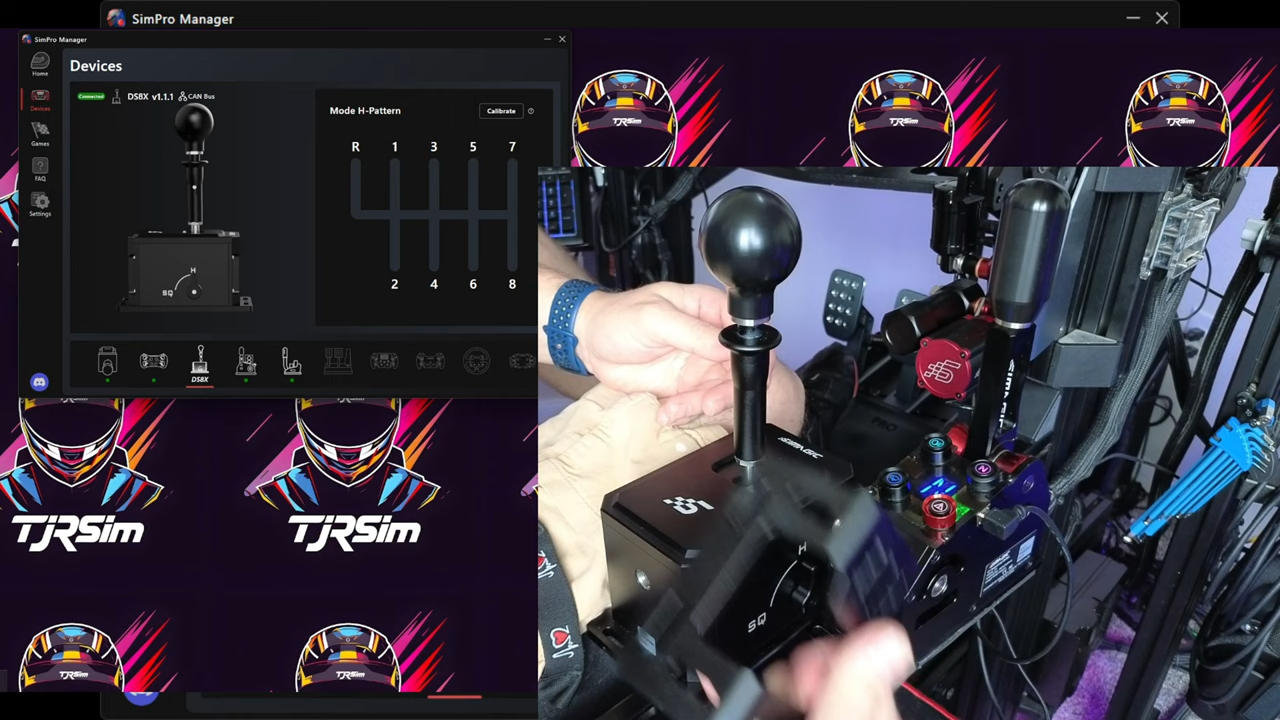 SimPro Manager
SimPro Manager
Home
Devices
Games
FAQ
Settings
Devices
Connected
DS8X v1.1.1
CAN Bus
Mode H-Pattern
Calibrate
R 1 3 5 7
2 4 6 8
H
SQ
DS8X
TJRSim
TJRSim
TJRSim
TJRSim
TJRSim
TJRSim
TJRSim
SIMAGIC
H
SQ
PRO